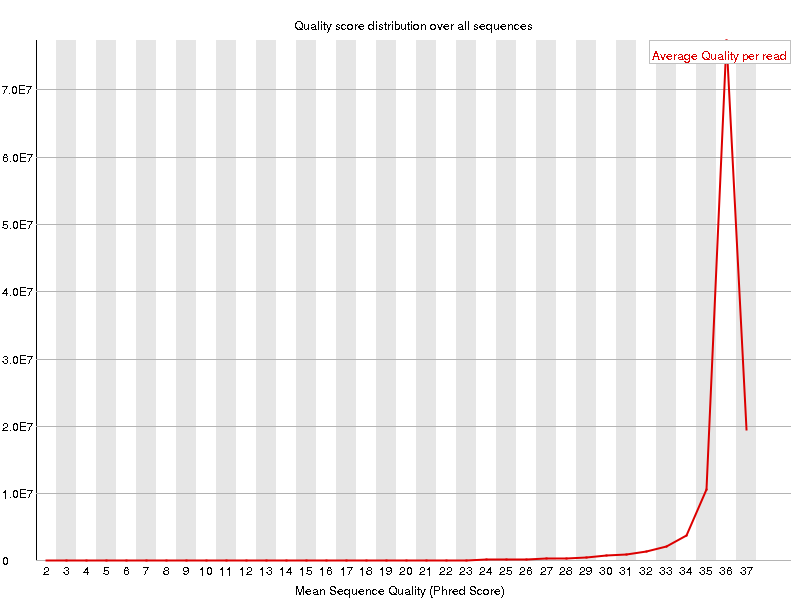 Quality score distribution over all sequences
Average Quality per read
7.0E7
6.0E7
5.0E7
4.0E7
3.0E7
2.0E7
1.0E7
0
2 3 4 5 6 7 8 9 10 11 12 13 14 15 16 17 18 19 20 21 22 23 24 25 26 27 28 29 30 31 32 33 34 35 36 37
Mean Sequence Quality (Phred Score)